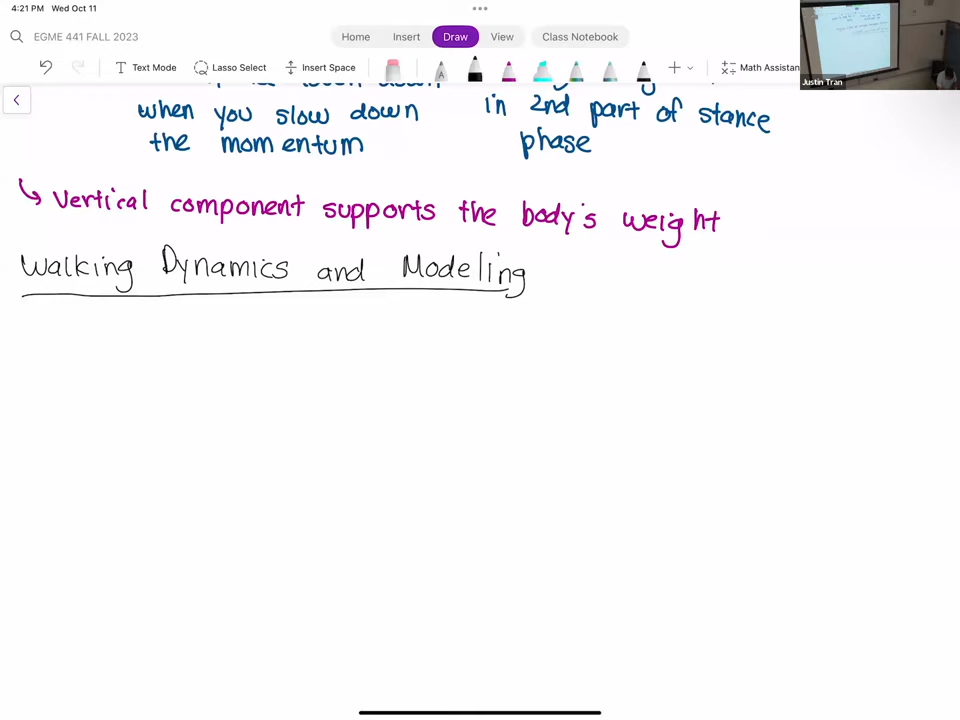 4:21 PM Wed Oct 11
EGME 441 FALL 2023
Home Insert Draw View Class Notebook
Text Mode Lasso Select Insert Space A Math Assistan
Justin Tran
when you slow down
the momentum
in 2nd part of stance
phase
↳ Vertical component supports the body's weight
Walking Dynamics and Modeling